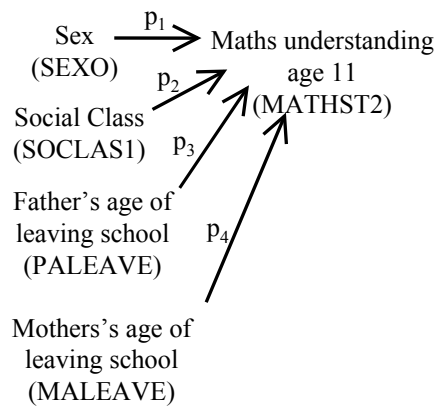 Sex
(SEXO)
p1
Maths understanding
age 11
(MATHST2)
p2
Social Class
(SOCLAS1)
p3
Father's age of
leaving school
(PALEAVE)
p4
Mothers's age of
leaving school
(MALEAVE)